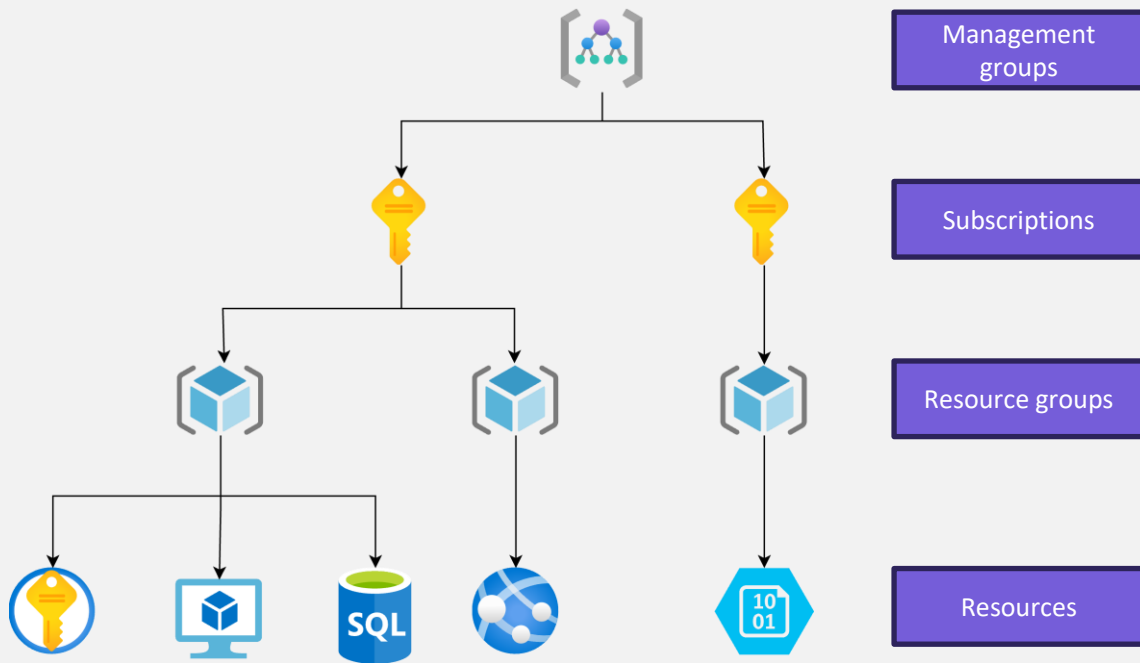 Management
groups
Subscriptions
Resource groups
SQL
10
01
Resources